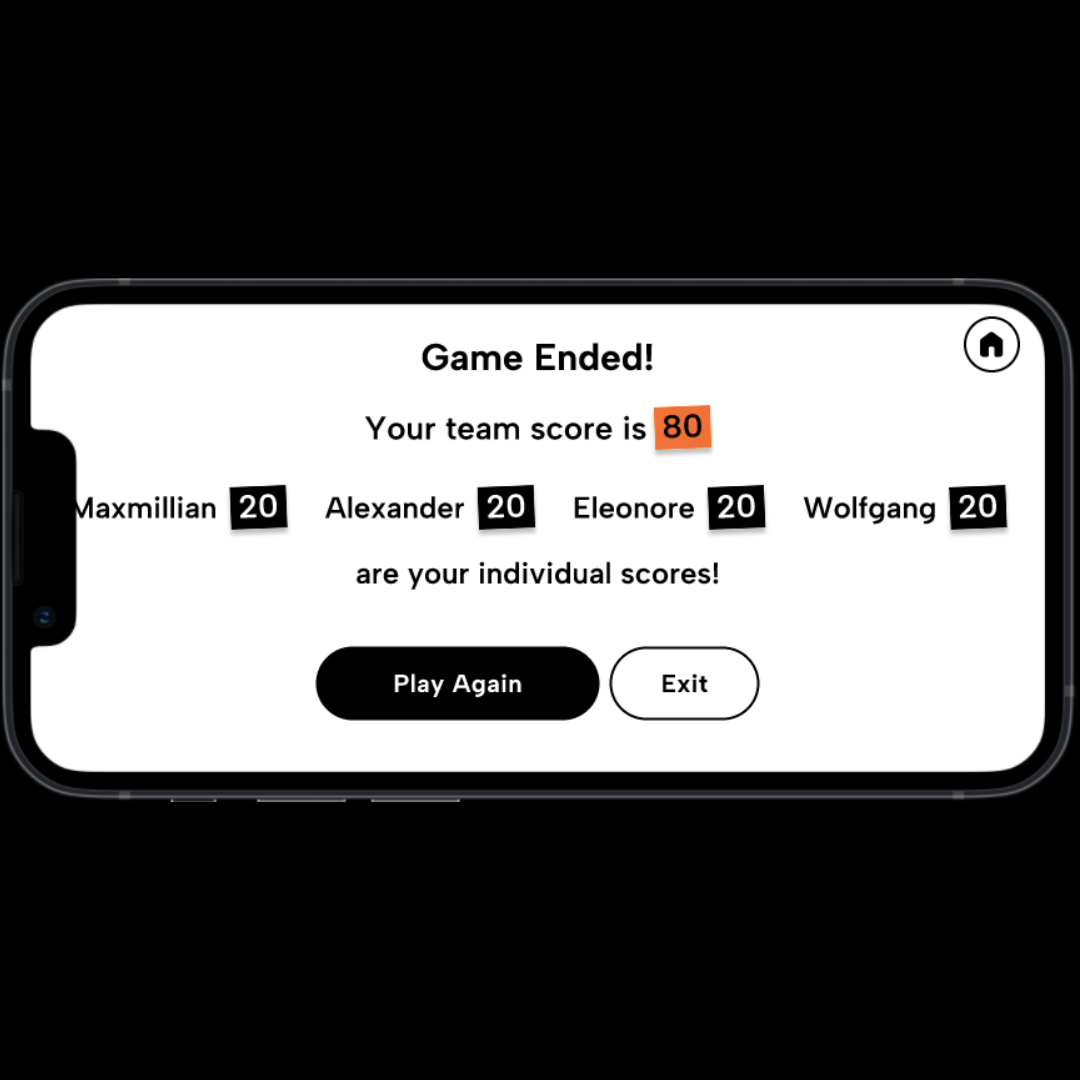 Game Ended!
Your team score is 80
Maxmillian 20 Alexander 20 Eleonore 20 Wolfgang 20
are your individual scores!
Play Again Exit